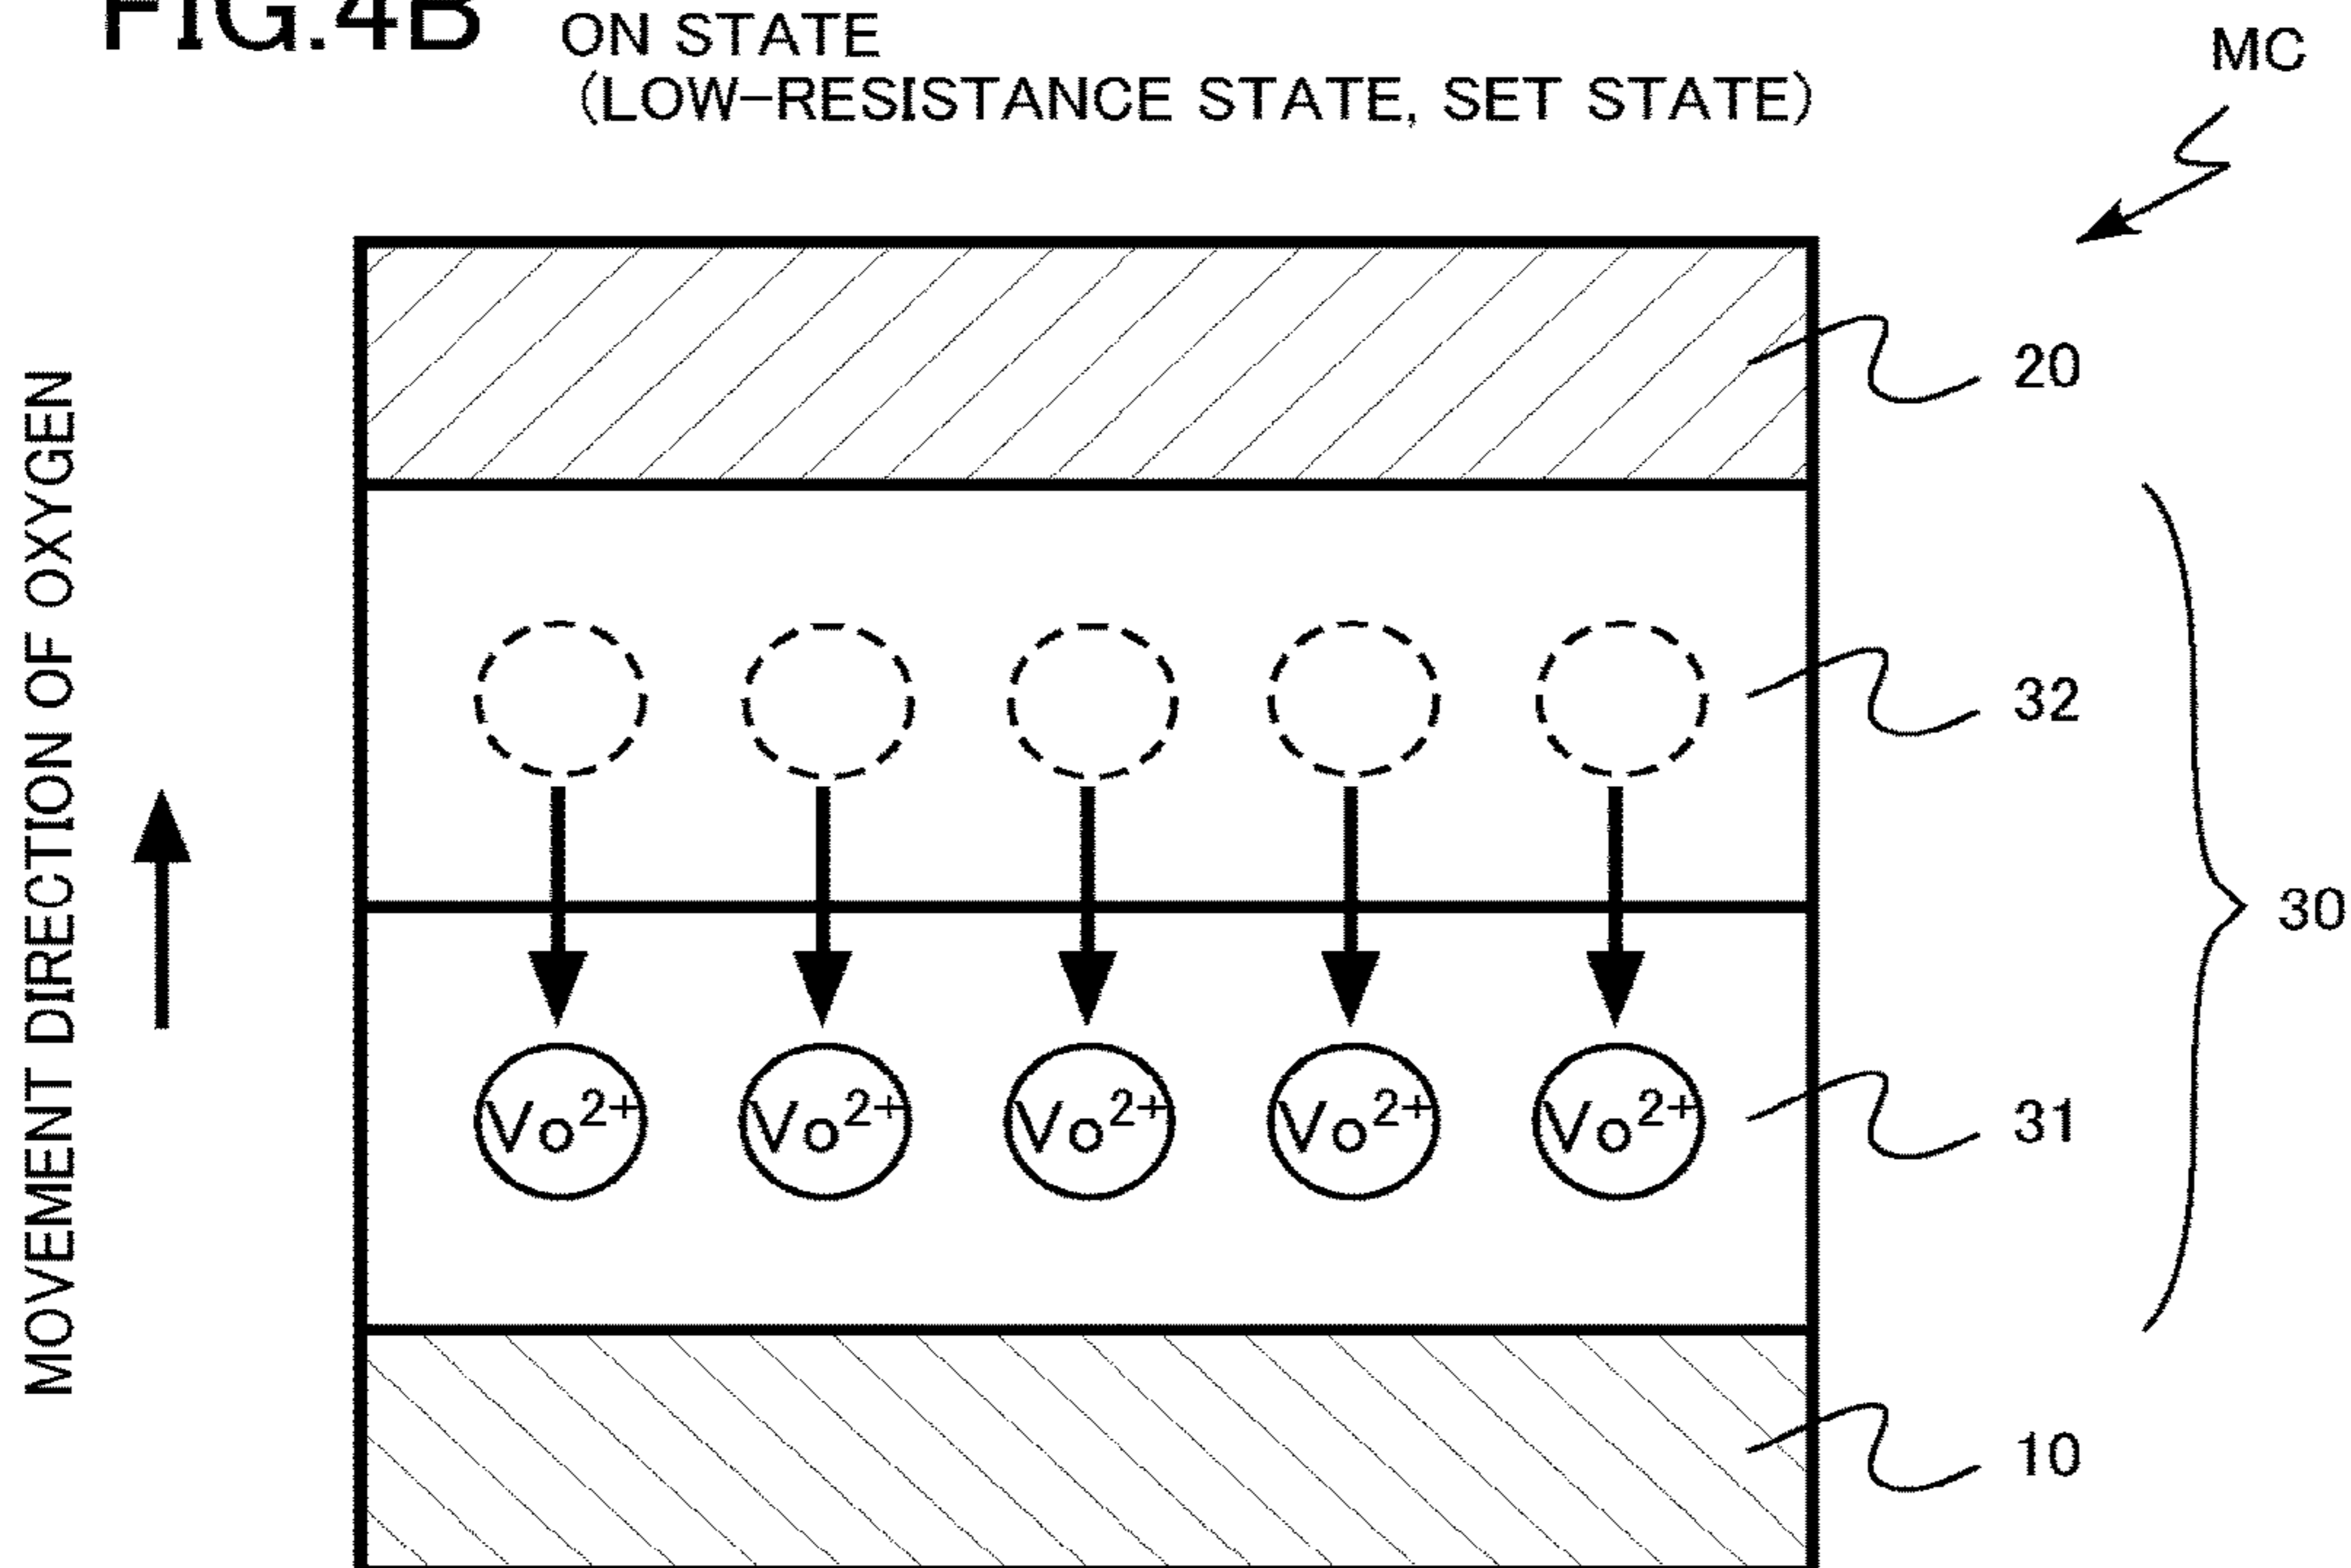 FIG.4B
ON STATE
(LOW-RESISTANCE STATE, SET STATE)
MC
MOVEMENT DIRECTION OF OXYGEN
20
32
30
Vo²⁺ Vo²⁺ Vo²⁺ Vo²⁺ Vo²⁺
31
10